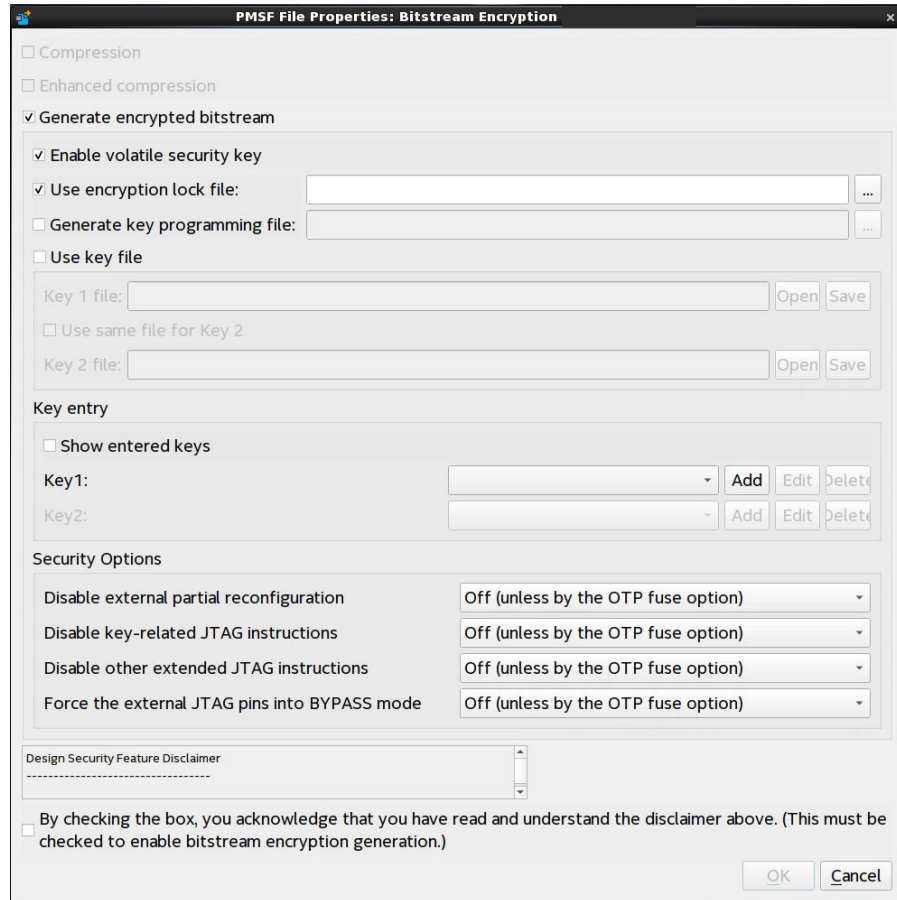 PMSF File Properties: Bitstream Encryption
Compression
Enhanced compression
Generate encrypted bitstream
Enable volatile security key
Use encryption lock file: ...
Generate key programming file: ...
Use key file
Key 1 file: Open Save
Use same file for Key 2
Key 2 file: Open Save
Key entry
Show entered keys
Key1: Add Edit Delete
Key2: Add Edit Delete
Security Options
Disable external partial reconfiguration Off (unless by the OTP fuse option)
Disable key-related JTAG instructions Off (unless by the OTP fuse option)
Disable other extended JTAG instructions Off (unless by the OTP fuse option)
Force the external JTAG pins into BYPASS mode Off (unless by the OTP fuse option)
Design Security Feature Disclaimer
----------------------------------
By checking the box, you acknowledge that you have read and understand the disclaimer above. (This must be
checked to enable bitstream encryption generation.)
OK Cancel